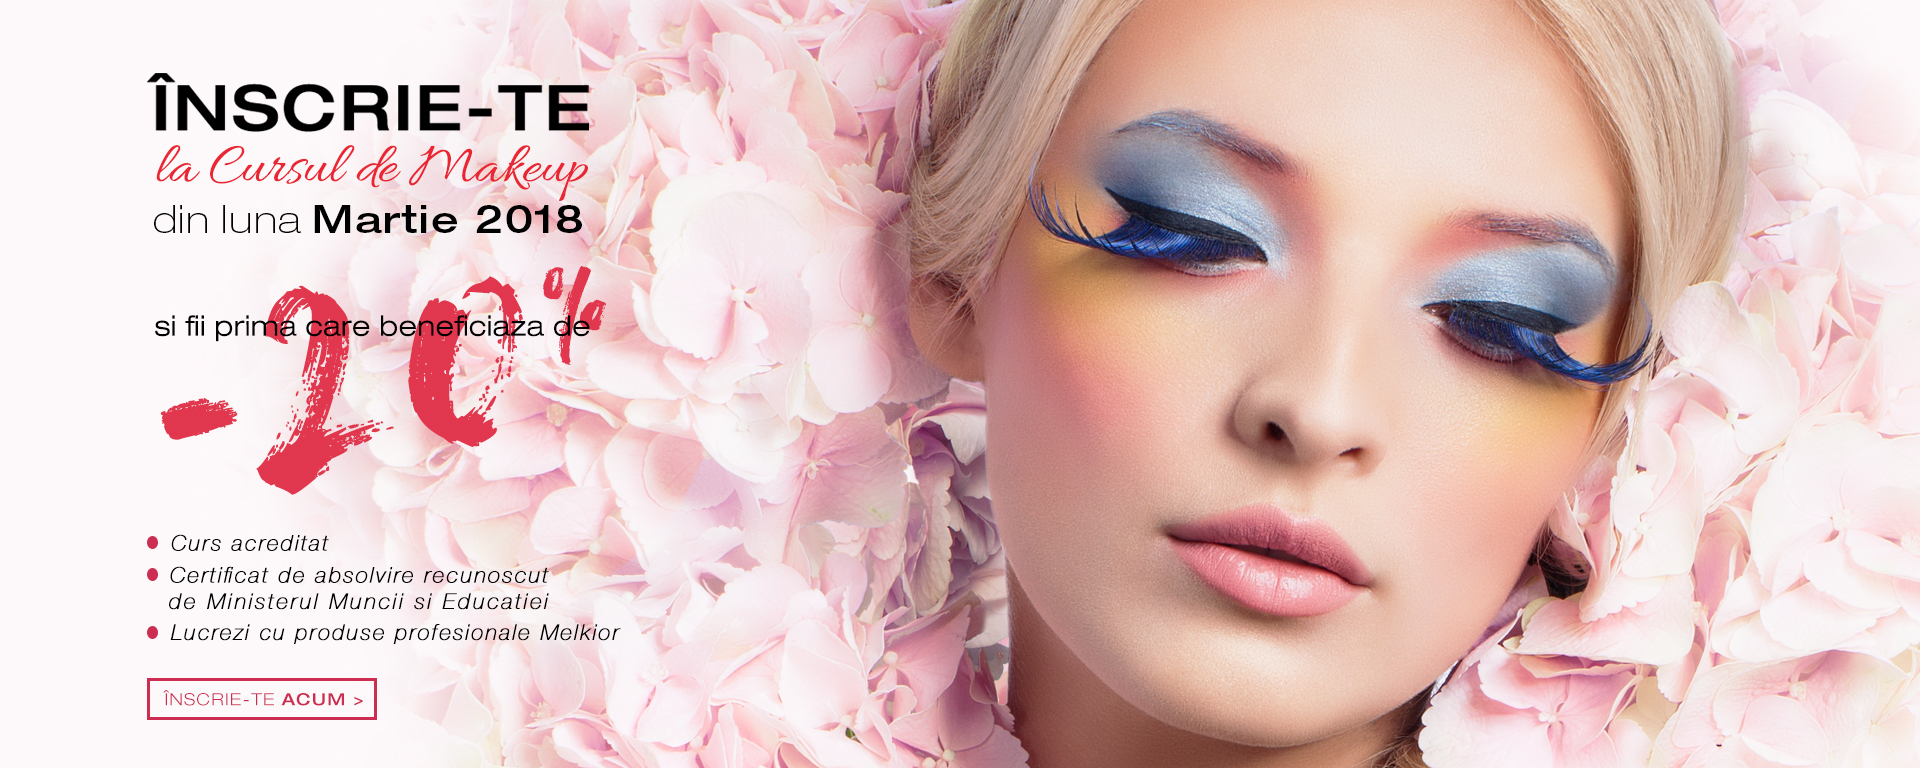 ÎNSCRIE-TE
la Cursul de Makeup
din luna Martie 2018
si fii prima care beneficiaza de
-20%
Curs acreditat
Certificat de absolvire recunoscut
de Ministerul Muncii si Educatiei
Lucrezi cu produse profesionale Melkior
ÎNSCRIE-TE ACUM >